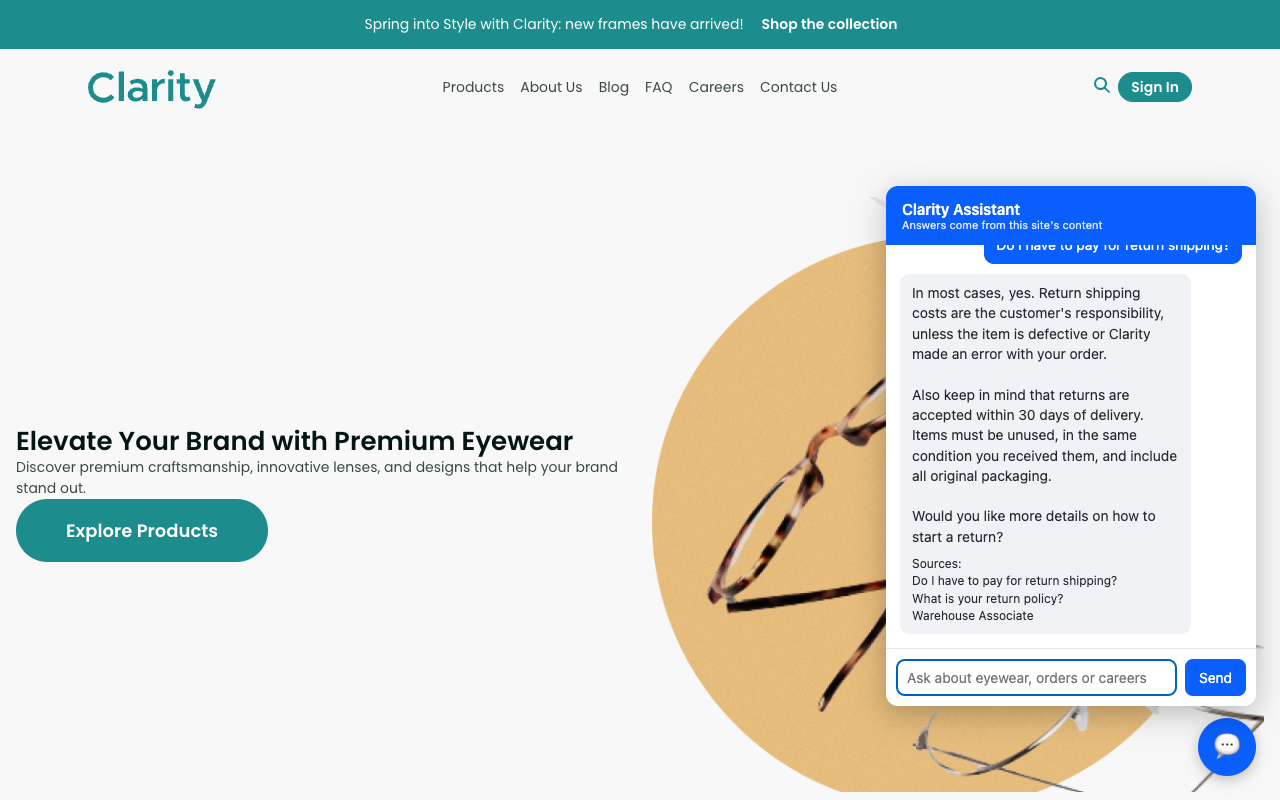 Spring into Style with Clarity: new frames have arrived! Shop the collection
Clarity
Products About Us Blog FAQ Careers Contact Us
Sign In
Elevate Your Brand with Premium Eyewear
Discover premium craftsmanship, innovative lenses, and designs that help your brand
stand out.
Explore Products
Clarity Assistant
Answers come from this site's content
Do I have to pay for return shipping?
In most cases, yes. Return shipping
costs are the customer's responsibility,
unless the item is defective or Clarity
made an error with your order.
Also keep in mind that returns are
accepted within 30 days of delivery.
Items must be unused, in the same
condition you received them, and include
all original packaging.
Would you like more details on how to
start a return?
Sources:
Do I have to pay for return shipping?
What is your return policy?
Warehouse Associate
Ask about eyewear, orders or careers
Send